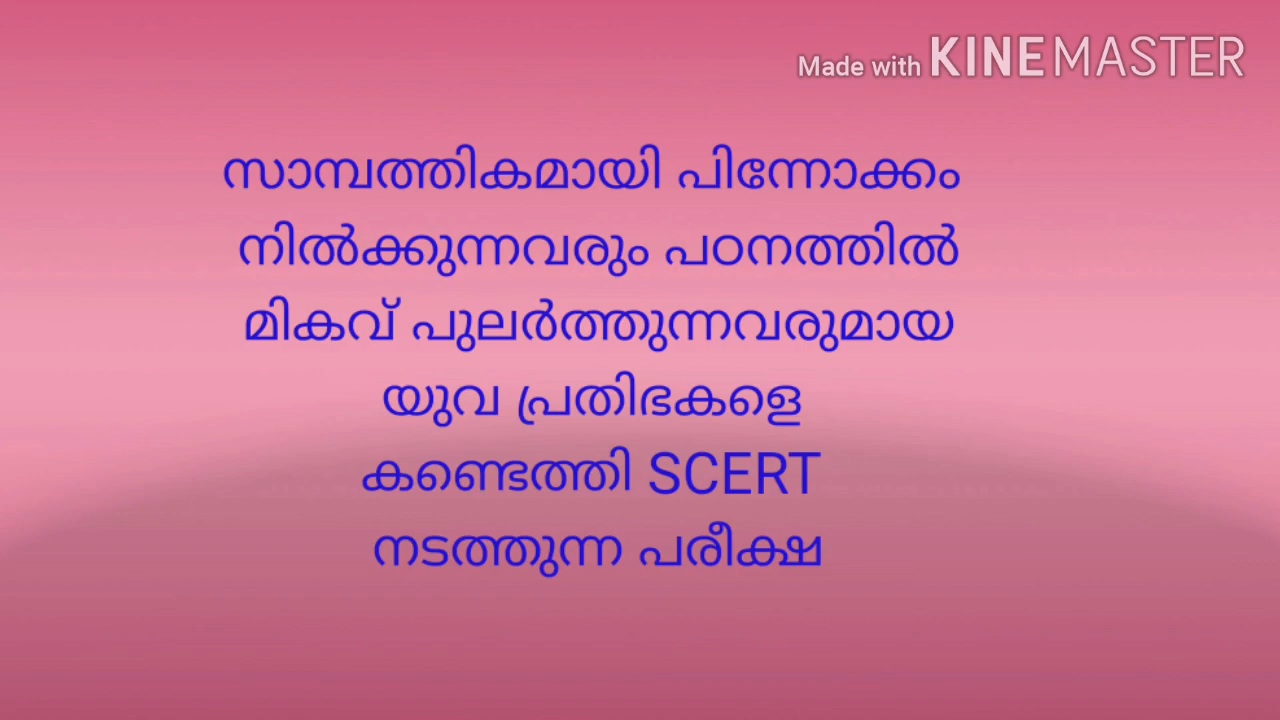 Made with KINEMASTER
സാമ്പത്തികമായി പിന്നോക്കം
നിൽക്കുന്നവരും പഠനത്തിൽ
മികവ് പുലർത്തുന്നവരുമായ
യുവ പ്രതിഭകളെ
കണ്ടെത്തി SCERT
നടത്തുന്ന പരീക്ഷ